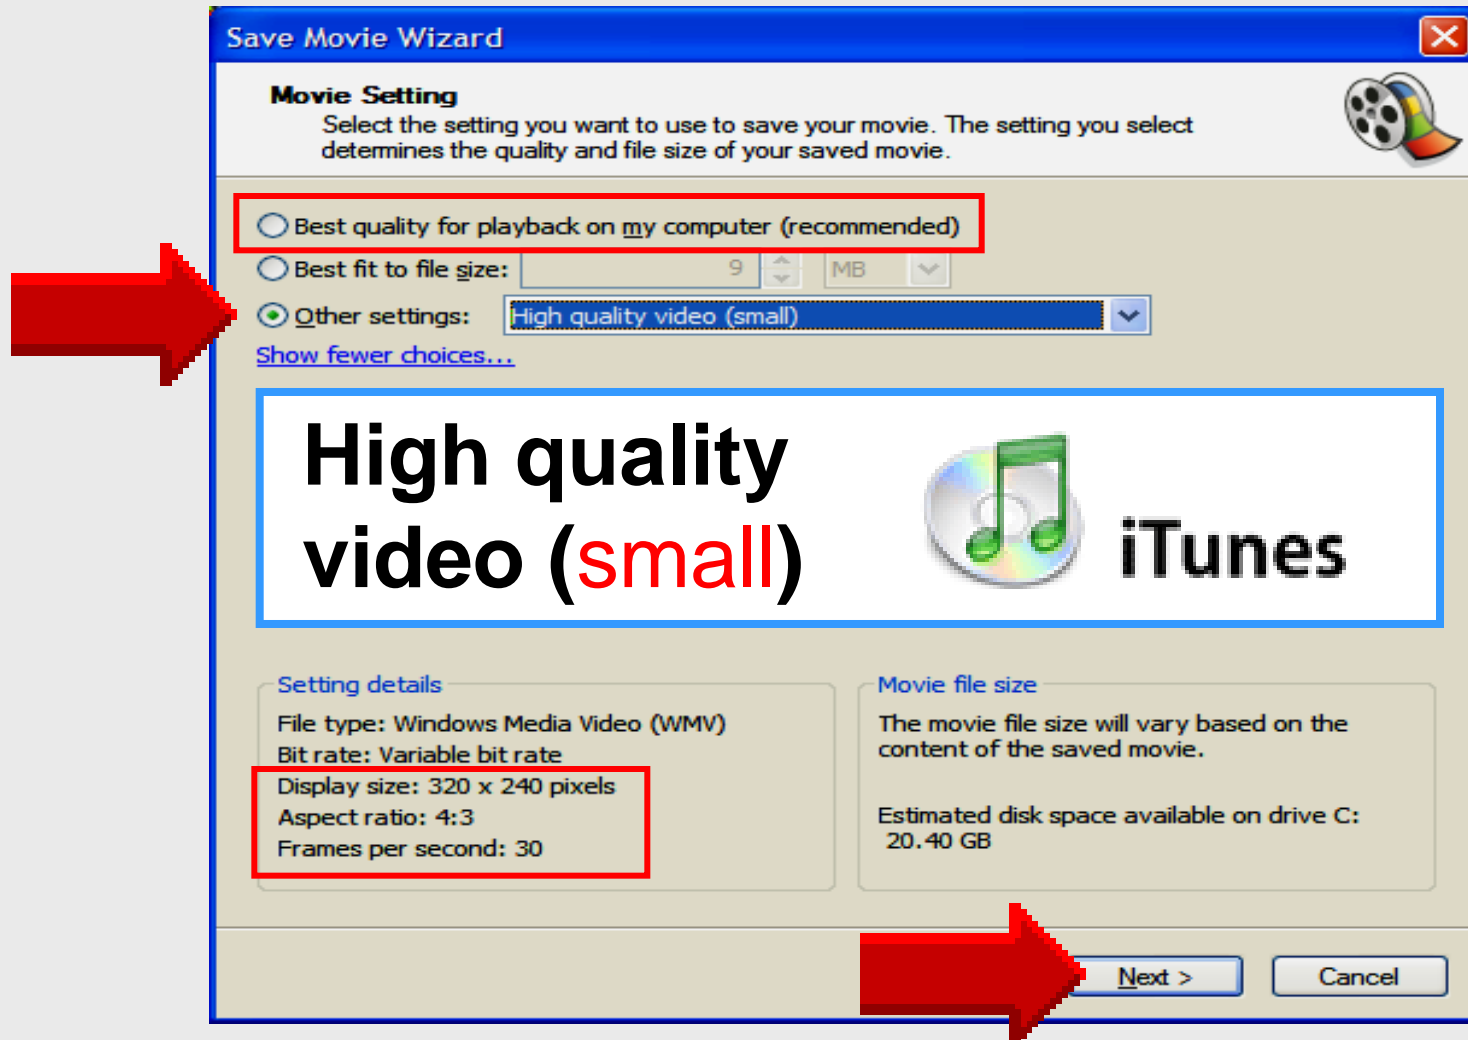 Save Movie Wizard
Movie Setting
Select the setting you want to use to save your movie. The setting you select
determines the quality and file size of your saved movie.
Best quality for playback on my computer (recommended)
Best fit to file size: 9 MB
Other settings: High quality video (small)
Show fewer choices...
High quality
video (small)
iTunes
Setting details
File type: Windows Media Video (WMV)
Bit rate: Variable bit rate
Display size: 320 x 240 pixels
Aspect ratio: 4:3
Frames per second: 30
Movie file size
The movie file size will vary based on the
content of the saved movie.
Estimated disk space available on drive C:
20.40 GB
Next >
Cancel